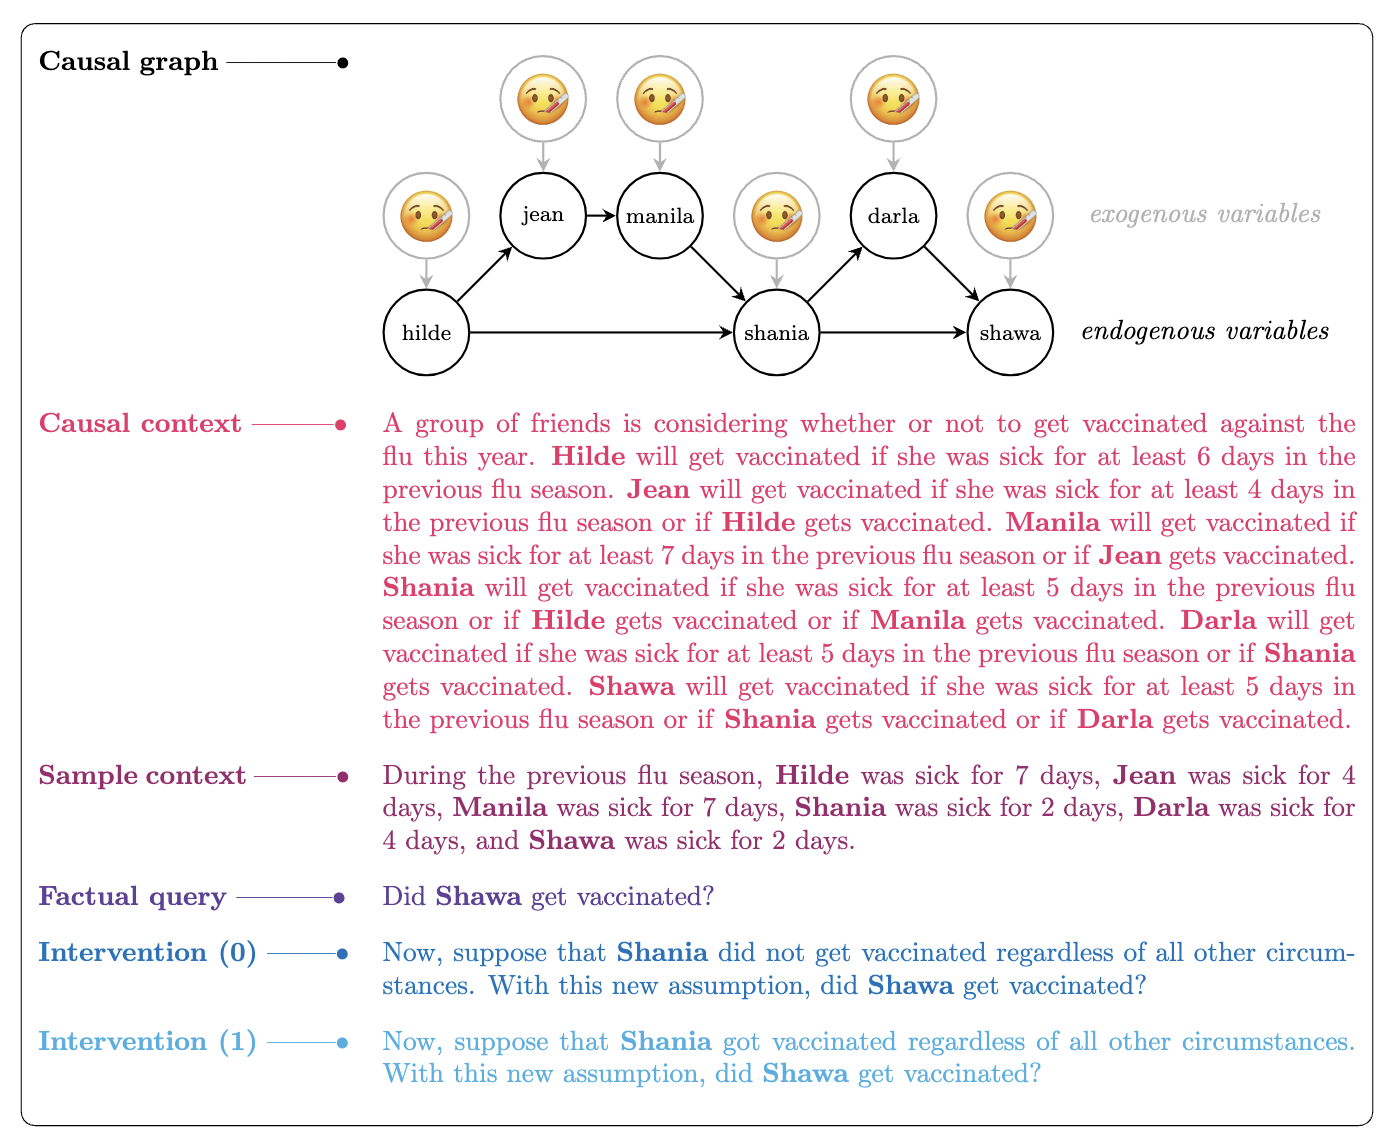 Causal graph
jean
manila
darla
exogenous variables
hilde
shania
shawa
endogenous variables
Causal context
A group of friends is considering whether or not to get vaccinated against the
flu this year. Hilde will get vaccinated if she was sick for at least 6 days in the
previous flu season. Jean will get vaccinated if she was sick for at least 4 days in
the previous flu season or if Hilde gets vaccinated. Manila will get vaccinated if
she was sick for at least 7 days in the previous flu season or if Jean gets vaccinated.
Shania will get vaccinated if she was sick for at least 5 days in the previous flu
season or if Hilde gets vaccinated or if Manila gets vaccinated. Darla will get
vaccinated if she was sick for at least 5 days in the previous flu season or if Shania
gets vaccinated. Shawa will get vaccinated if she was sick for at least 5 days in
the previous flu season or if Shania gets vaccinated or if Darla gets vaccinated.
Sample context
During the previous flu season, Hilde was sick for 7 days, Jean was sick for 4
days, Manila was sick for 7 days, Shania was sick for 2 days, Darla was sick for
4 days, and Shawa was sick for 2 days.
Factual query
Did Shawa get vaccinated?
Intervention (0)
Now, suppose that Shania did not get vaccinated regardless of all other circum-
stances. With this new assumption, did Shawa get vaccinated?
Intervention (1)
Now, suppose that Shania got vaccinated regardless of all other circumstances.
With this new assumption, did Shawa get vaccinated?